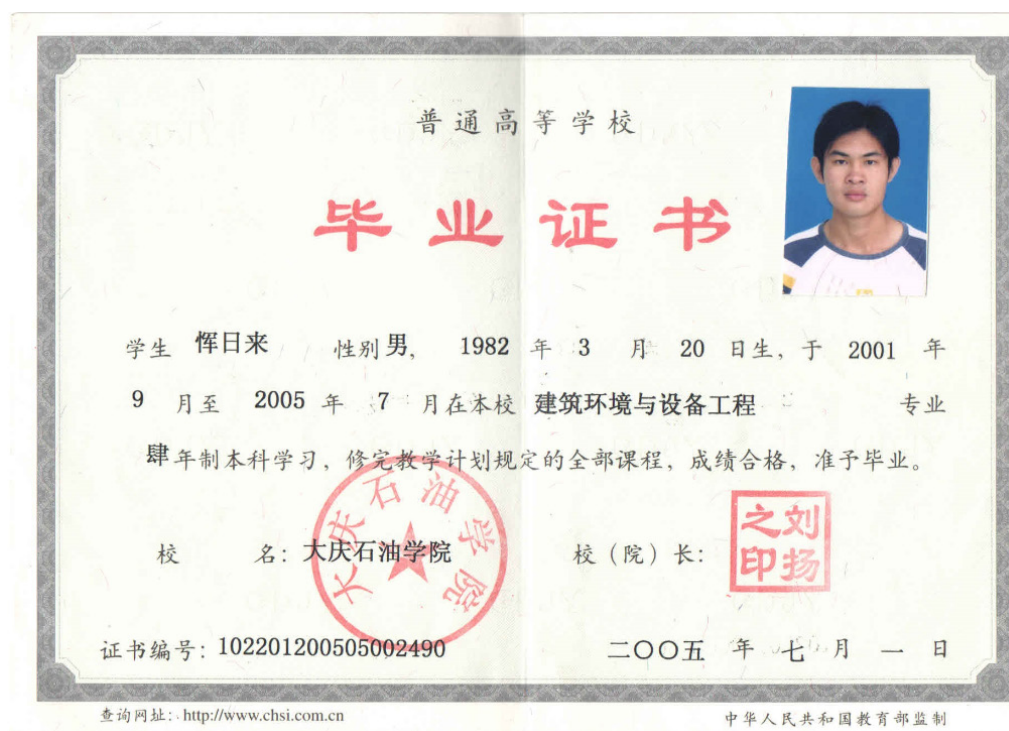 普通高等学校
毕业证书
学生 恽日来 性别 男, 1982 年 3 月 20 日生, 于 2001 年
9 月至 2005 年 7 月在本校 建筑环境与设备工程 专业
肆年制本科学习, 修完教学计划规定的全部课程, 成绩合格, 准予毕业。
大庆石油学院
校 名: 大庆石油学院 校(院)长:
刘扬之印
证书编号: 102201200505002490 二〇〇五 年 七 月 一 日
查询网址: http://www.chsi.com.cn 中华人民共和国教育部监制